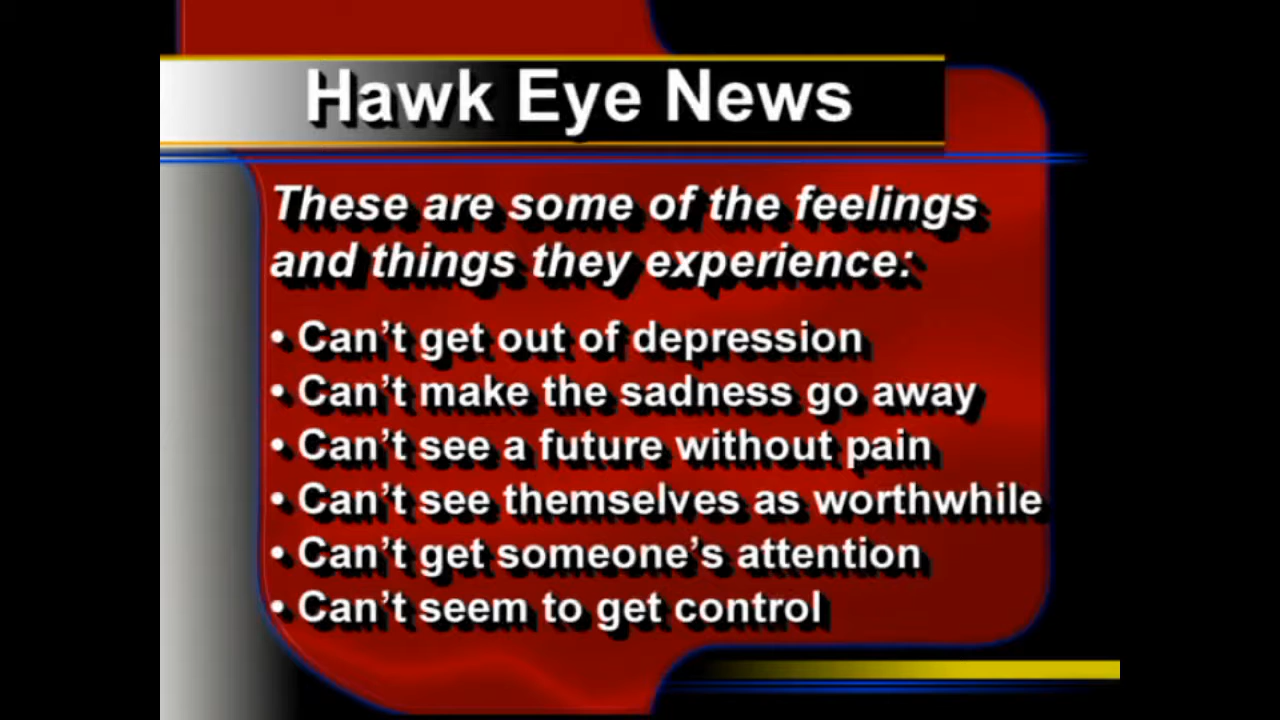 Hawk Eye News
These are some of the feelings
and things they experience:
• Can’t get out of depression
• Can’t make the sadness go away
• Can’t see a future without pain
• Can’t see themselves as worthwhile
• Can’t get someone’s attention
• Can’t seem to get control